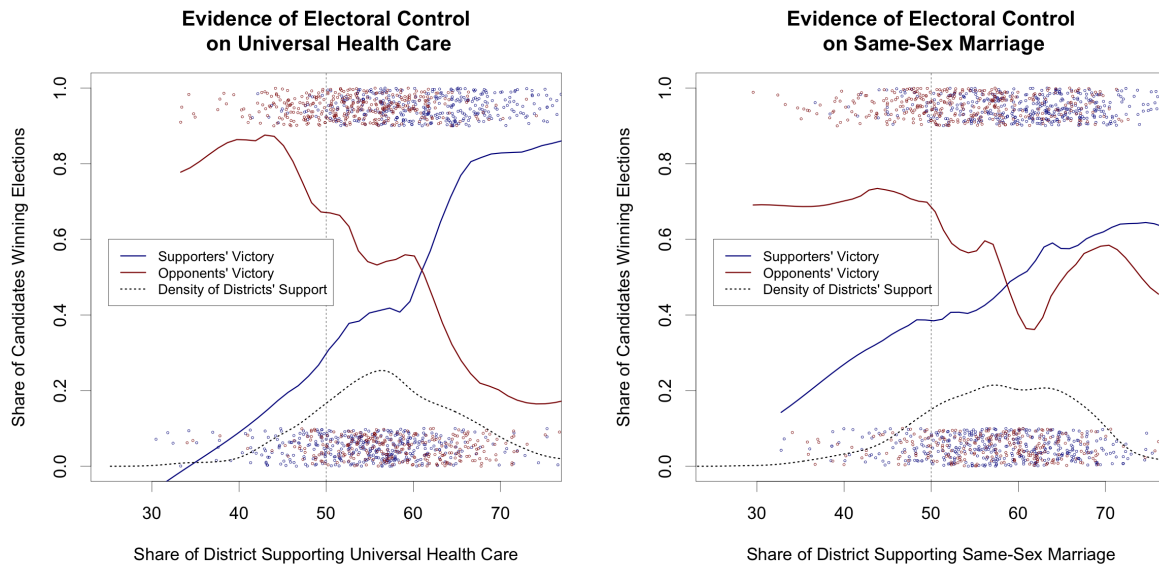 Evidence of Electoral Control
on Universal Health Care
Share of Candidates Winning Elections
1.0
0.8
0.6
0.4
0.2
0.0
Supporters' Victory
Opponents' Victory
Density of Districts' Support
30 40 50 60 70
Share of District Supporting Universal Health Care
Evidence of Electoral Control
on Same-Sex Marriage
Share of Candidates Winning Elections
1.0
0.8
0.6
0.4
0.2
0.0
Supporters' Victory
Opponents' Victory
Density of Districts' Support
30 40 50 60 70
Share of District Supporting Same-Sex Marriage